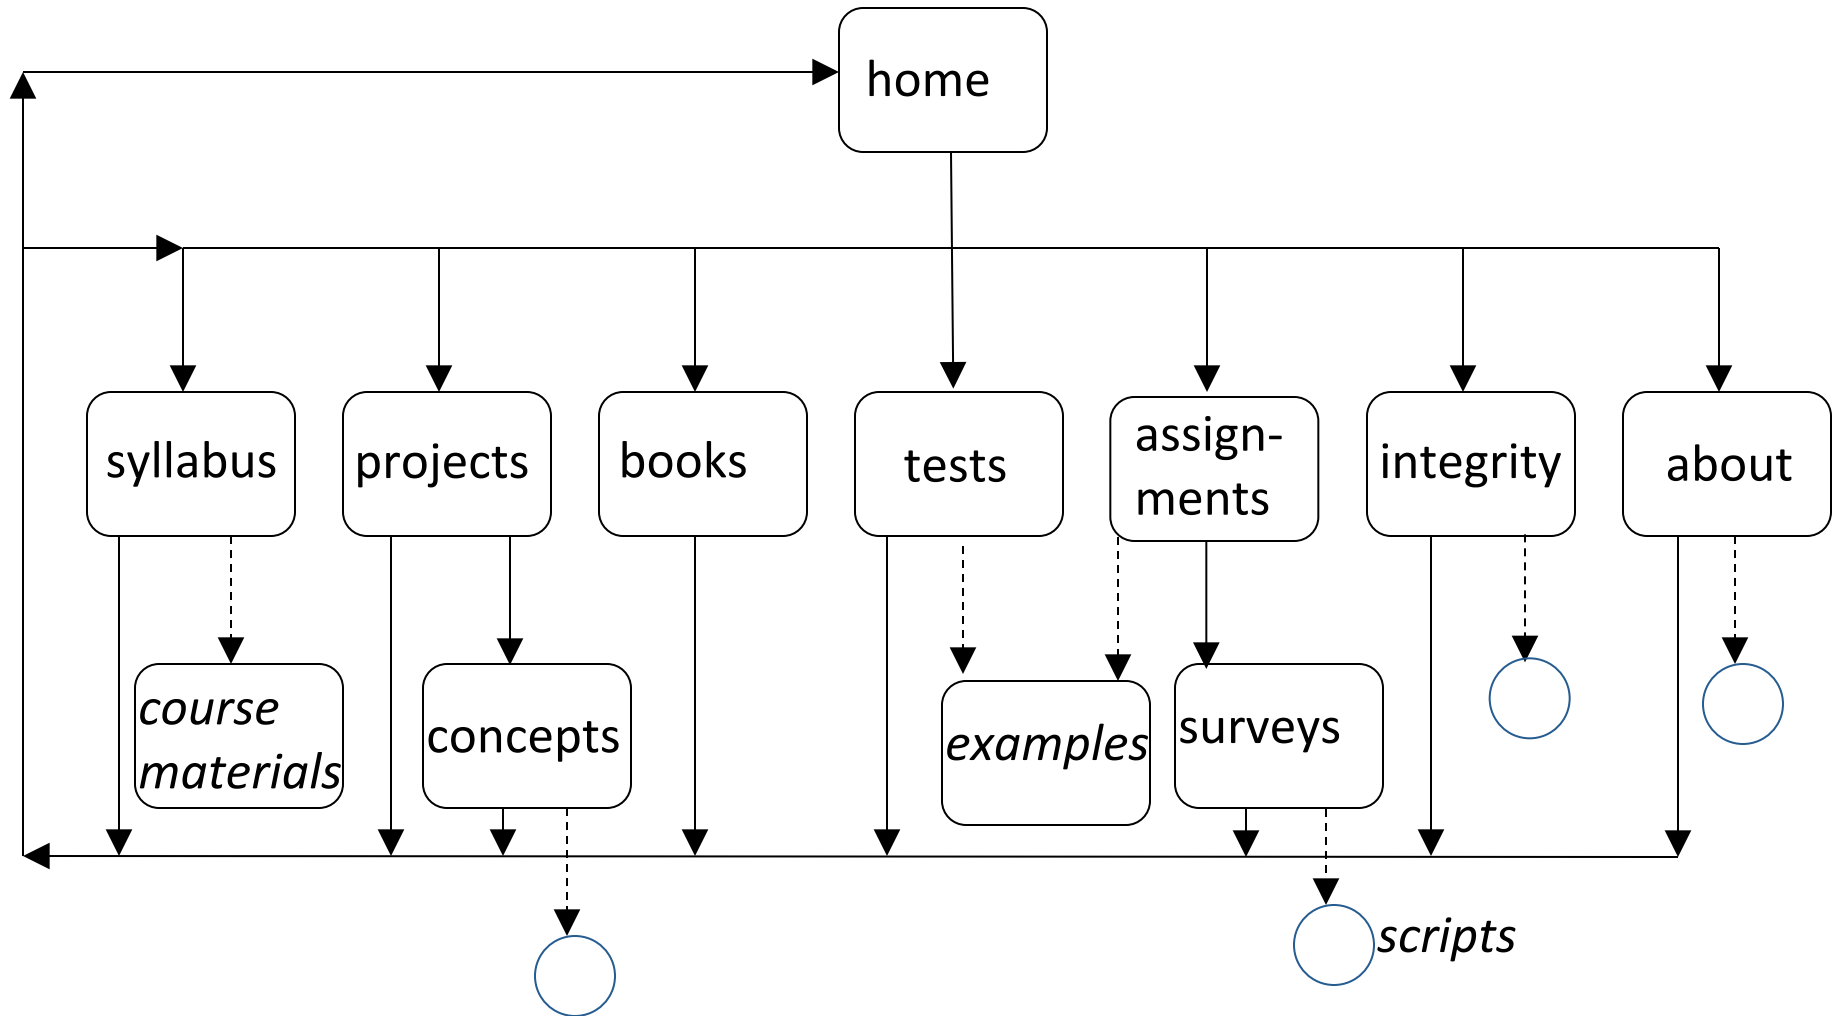 home
syllabus
projects
books
tests
assign-
ments
integrity
about
course
materials
concepts
examples
surveys
scripts